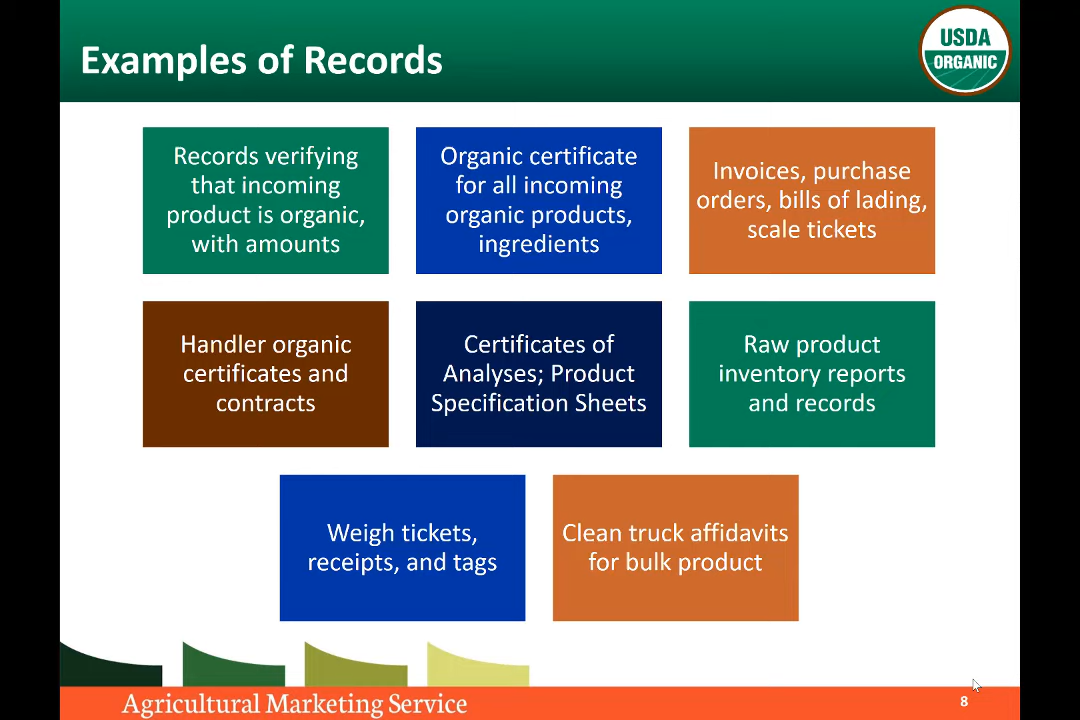 Examples of Records
USDA
ORGANIC
Records verifying
that incoming
product is organic,
with amounts
Organic certificate
for all incoming
organic products,
ingredients
Invoices, purchase
orders, bills of lading,
scale tickets
Handler organic
certificates and
contracts
Certificates of
Analyses; Product
Specification Sheets
Raw product
inventory reports
and records
Weigh tickets,
receipts, and tags
Clean truck affidavits
for bulk product
Agricultural Marketing Service
8